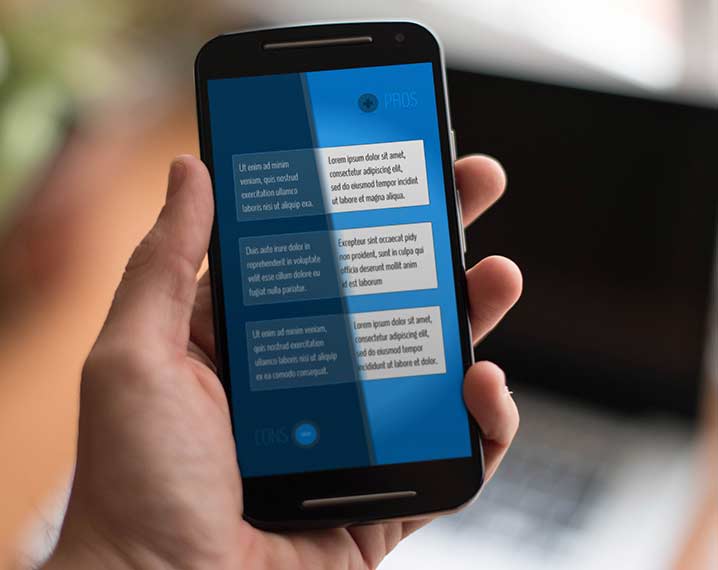 PROS
Ut enim ad minim
veniam, quis nostrud
exercitation ullamco
laboris nisi ut aliquip exa.
Lorem ipsum dolor sit amet,
consectetur adipiscing elit,
sed do eiusmod tempor incidint
ut labore et magna aliqua.
Duis aute irure dolor in
reprehenderit in voluptate
velit esse cillum dolore eu
fugiat nulla pariatur.
Excepteur sint occaecat pidy
non proident, sunt in culpa qui
officia deserunt mollit anim
id est laborum
Ut enim ad minim veniam,
quis nostrud exercitation
ullamco laboris nisi ut aliquip
ex ea comodo consequat.
Lorem ipsum dolor sit amet,
consectetur adipiscing elit,
sed do eiusmod tempor
incididunt ut labore et dolor.
CONS